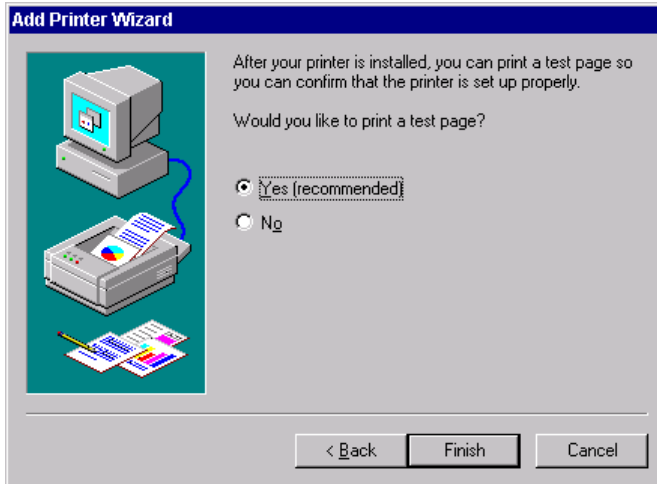 Add Printer Wizard
After your printer is installed, you can print a test page so
you can confirm that the printer is set up properly.
Would you like to print a test page?
Yes (recommended)
No
< Back
Finish
Cancel